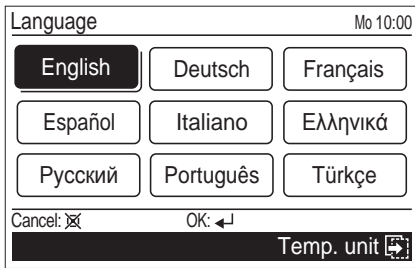 Language Mo 10:00
English Deutsch Français
Español Italiano Ελληνικά
Русский Português Türkçe
Cancel: OK:
Temp. unit